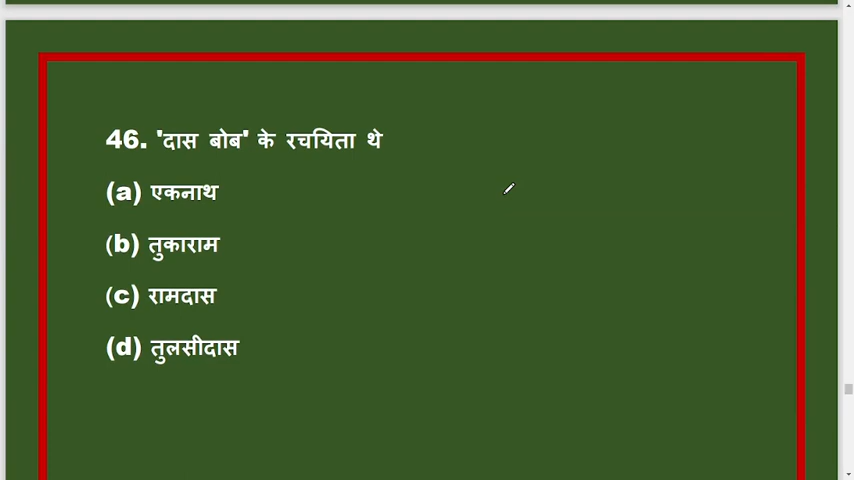 46. 'दास बोब' के रचयिता थे
(a) एकनाथ
(b) तुकाराम
(c) रामदास
(d) तुलसीदास